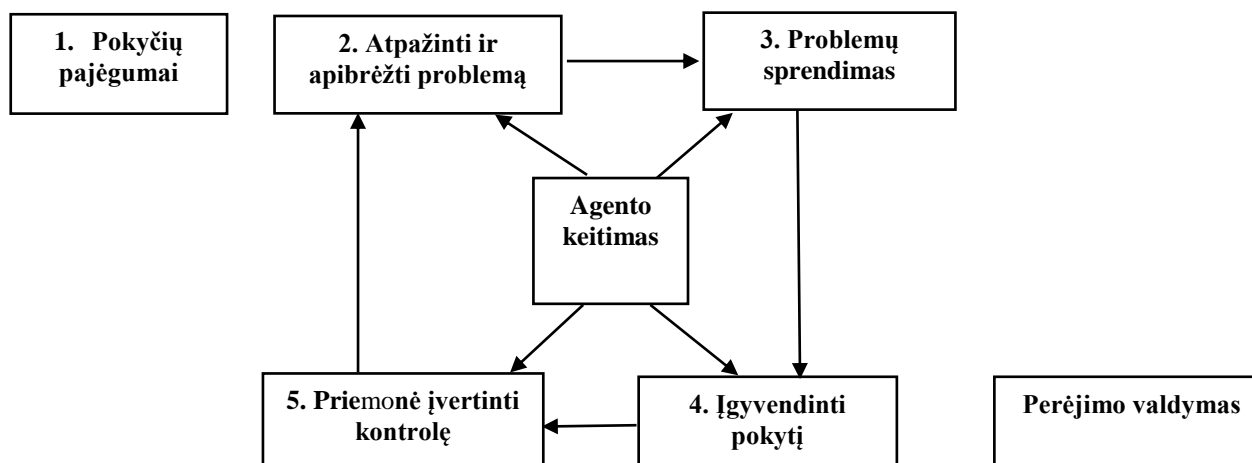 1. Pokyčių
pajėgumai
2. Atpažinti ir
apibrėžti problemą
3. Problemų
sprendimas
Agento
keitimas
5. Priemonė įvertinti
kontrolę
4. Įgyvendinti
pokytį
Perėjimo valdymas